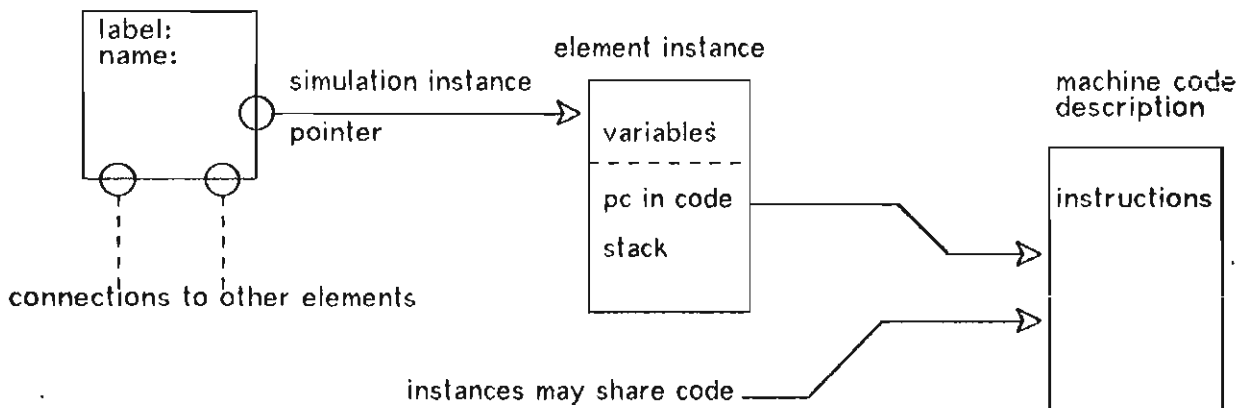 label:
name:
simulation instance
pointer
element instance
variables
pc in code
stack
machine code
description
instructions
connections to other elements
instances may share code